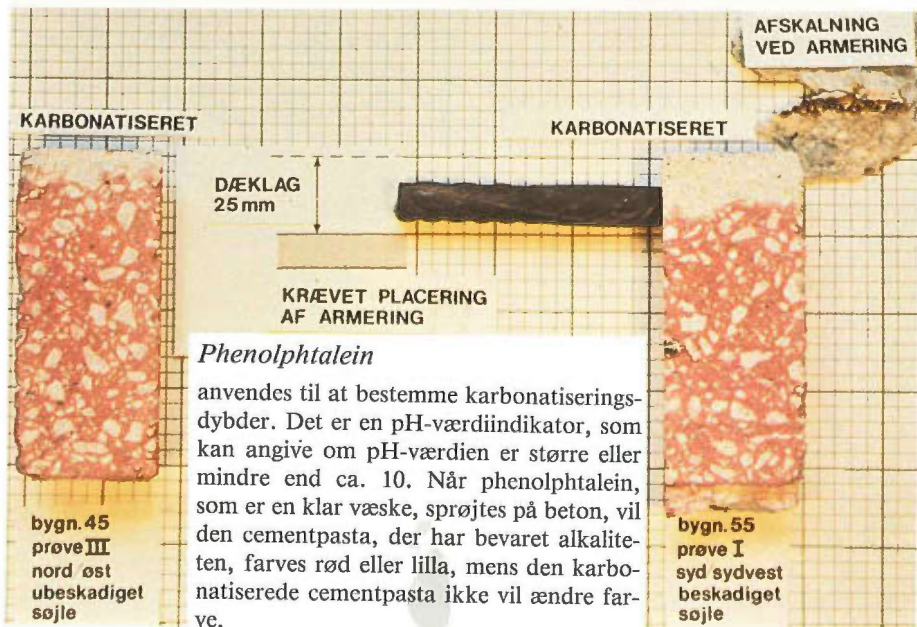 AFSKALNING
VED ARMERING
KARBONATISERET
KARBONATISERET
DÆKLAG
25 mm
KRÆVET PLACERING
AF ARMERING
Phenolphtalein
anvendes til at bestemme karbonatiserings-
dybder. Det er en pH-værdiindikator, som
kan angive om pH-værdien er større eller
mindre end ca. 10. Når phenolphtalein,
som er en klar væske, sprøjtes på beton, vil
den cementpasta, der har bevaret alkalite-
ten, farves rød eller lilla, mens den karbo-
natiserede cementpasta ikke vil ændre far-
ve.
bygn. 45
prøve III
nord øst
ubeskadiget
søjle
bygn. 55
prøve I
syd sydvest
beskadiget
søjle